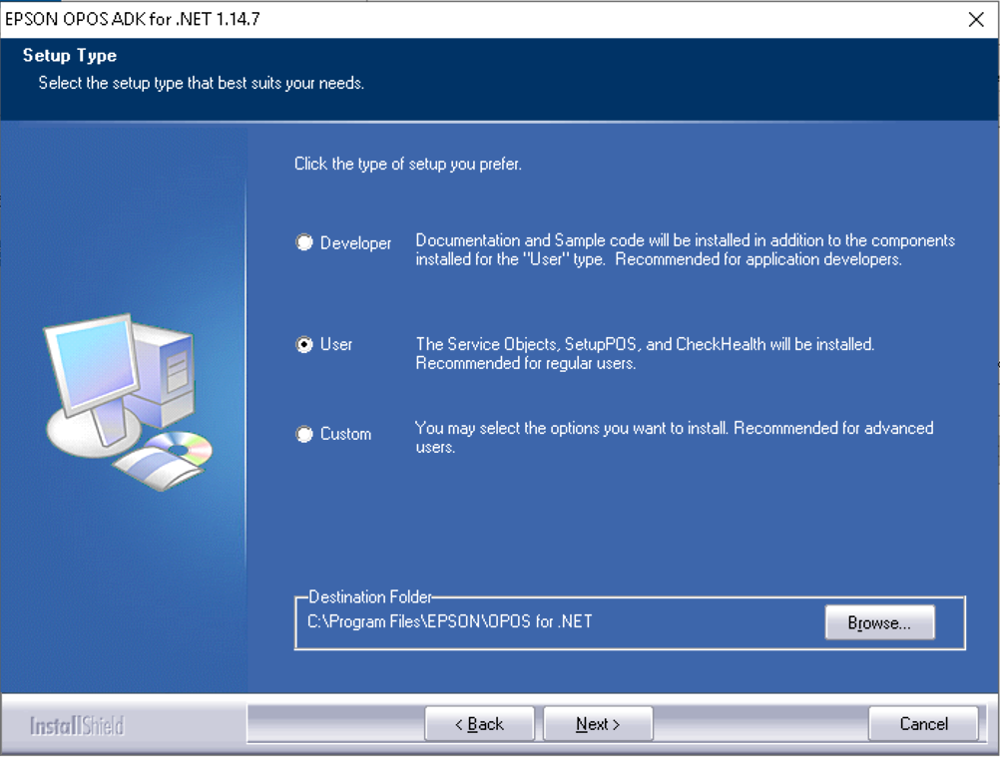 EPSON OPOS ADK for .NET 1.14.7
Setup Type
Select the setup type that best suits your needs.
Click the type of setup you prefer.
Developer
Documentation and Sample code will be installed in addition to the components
installed for the "User" type.  Recommended for application developers.
User
The Service Objects, SetupPOS, and CheckHealth will be installed.
Recommended for regular users.
Custom
You may select the options you want to install. Recommended for advanced
users.
Destination Folder
C:\Program Files\EPSON\OPOS for .NET
Browse...
InstallShield
< Back
Next >
Cancel